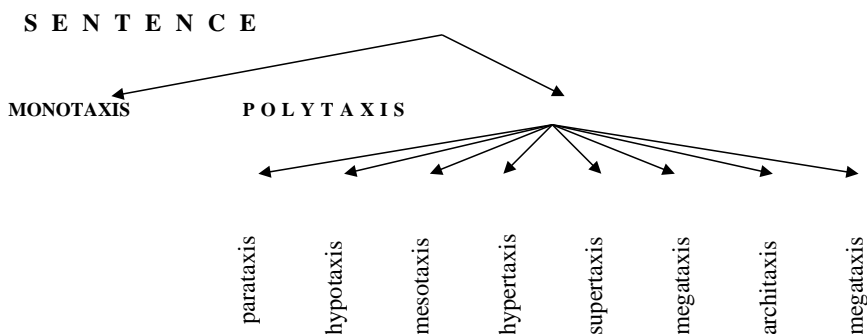 S E N T E N C E
MONOTAXIS P O L Y T A X I S
parataxis
hypotaxis
mesotaxis
hypertaxis
supertaxis
megataxis
architaxis
megataxis